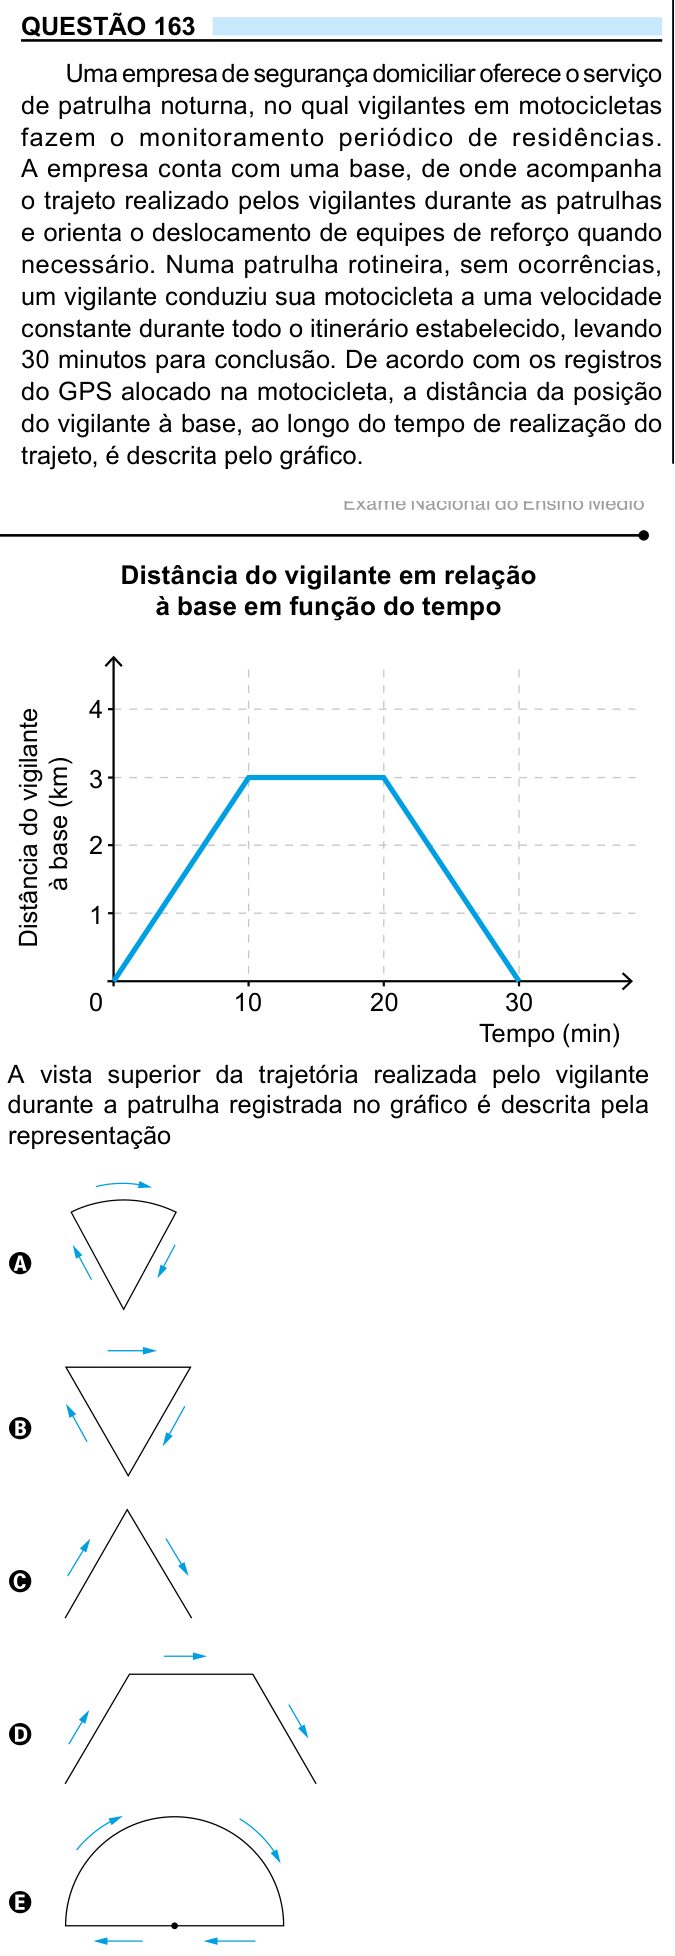 QUESTÃO 163
Uma empresa de segurança domiciliar oferece o serviço
de patrulha noturna, no qual vigilantes em motocicletas
fazem o monitoramento periódico de residências.
A empresa conta com uma base, de onde acompanha
o trajeto realizado pelos vigilantes durante as patrulhas
e orienta o deslocamento de equipes de reforço quando
necessário. Numa patrulha rotineira, sem ocorrências,
um vigilante conduziu sua motocicleta a uma velocidade
constante durante todo o itinerário estabelecido, levando
30 minutos para conclusão. De acordo com os registros
do GPS alocado na motocicleta, a distância da posição
do vigilante à base, ao longo do tempo de realização do
trajeto, é descrita pelo gráfico.
Exame Nacional do Ensino Médio
Distância do vigilante em relação
à base em função do tempo
Distância do vigilante
à base (km)
4
3
2
1
0
10
20
30
Tempo (min)
A vista superior da trajetória realizada pelo vigilante
durante a patrulha registrada no gráfico é descrita pela
representação
A
B
C
D
E